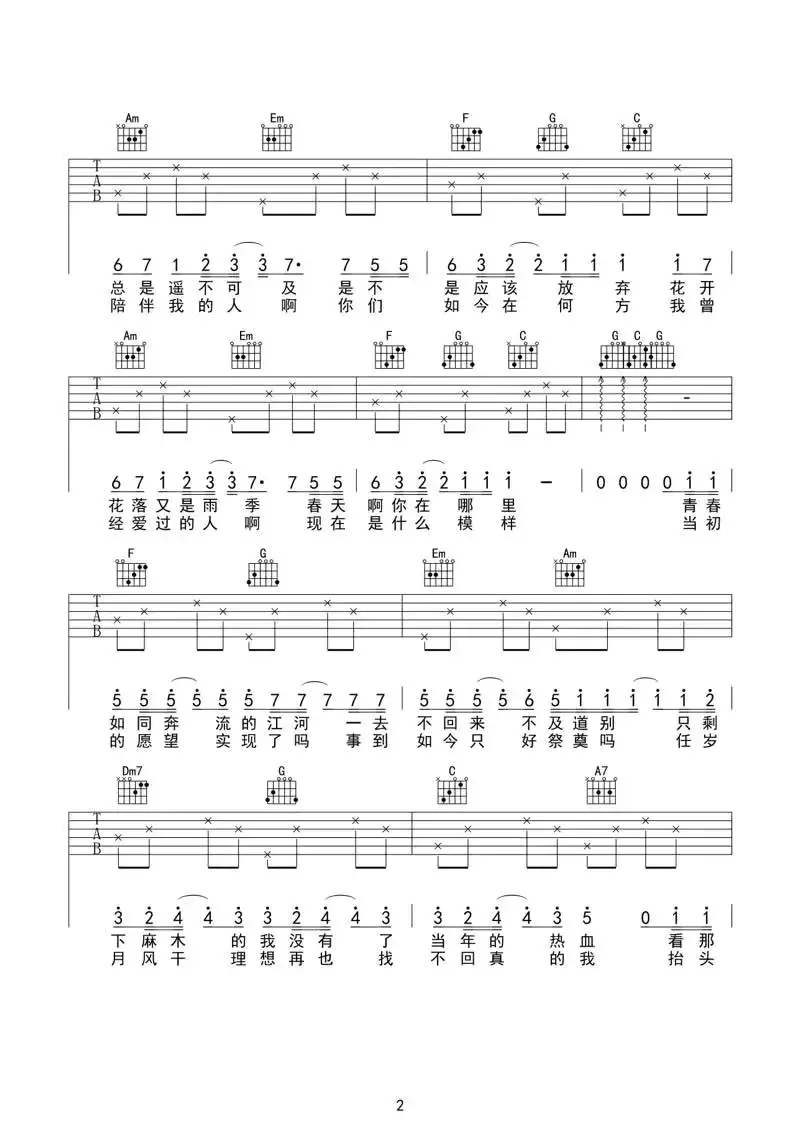 Am Em F G C
T A B
6 7 1 2 3 3 7· 7 5 5 6 3 2 2 1 1 1 1 7
总是遥不可及是不 是应该放弃花开
陪伴我的人啊你们 如今在何方我曾
Am Em F G C G C G
T A B -
6 7 1 2 3 3 7· 7 5 5 6 3 2 2 1 1 1 - 0 0 0 0 1 1
花落又是雨季 春天啊你在哪里 青春
经爱过的人啊 现在是什么模样 当初
F G Em Am
T A B
5 5 5 5 5 5 7 7 7 7 7 5 5 5 5 6 5 1 1 1 1 1 2
如同奔流的江河一去不回来不及道别 只剩
的愿望实现了吗事到如今只好祭奠吗 任岁
Dm7 G C A7
T A B
3 2 4 4 3 3 2 2 4 4 3 3 2 4 4 3 5 0 1 1
下麻木的我没有了当年的热血 看那
月风干理想再也找不回真的我 抬头
2